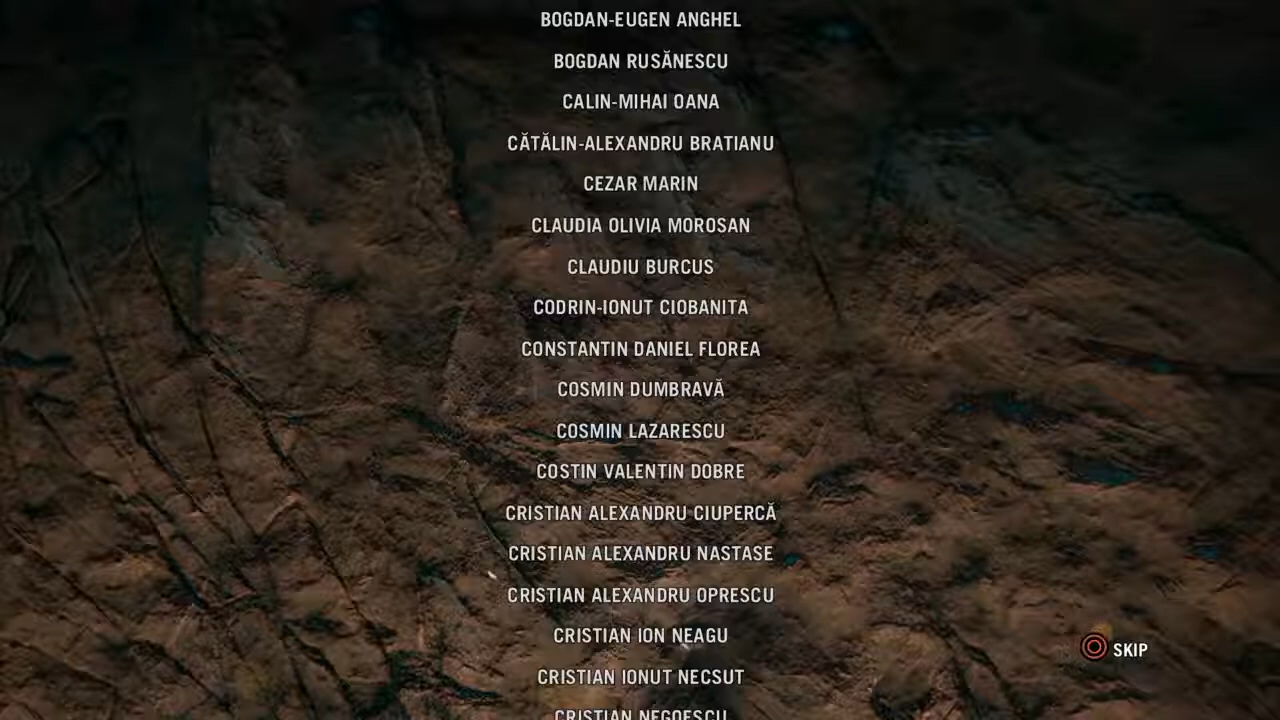 BOGDAN-EUGEN ANGHEL
BOGDAN RUSĂNESCU
CALIN-MIHAI OANA
CĂTĂLIN-ALEXANDRU BRATIANU
CEZAR MARIN
CLAUDIA OLIVIA MOROSAN
CLAUDIU BURCUS
CODRIN-IONUT CIOBANITA
CONSTANTIN DANIEL FLOREA
COSMIN DUMBRAVĂ
COSMIN LAZARESCU
COSTIN VALENTIN DOBRE
CRISTIAN ALEXANDRU CIUPERCĂ
CRISTIAN ALEXANDRU NASTASE
CRISTIAN ALEXANDRU OPRESCU
CRISTIAN ION NEAGU
SKIP
CRISTIAN IONUT NECSUT
CRISTIAN NEGOESCU